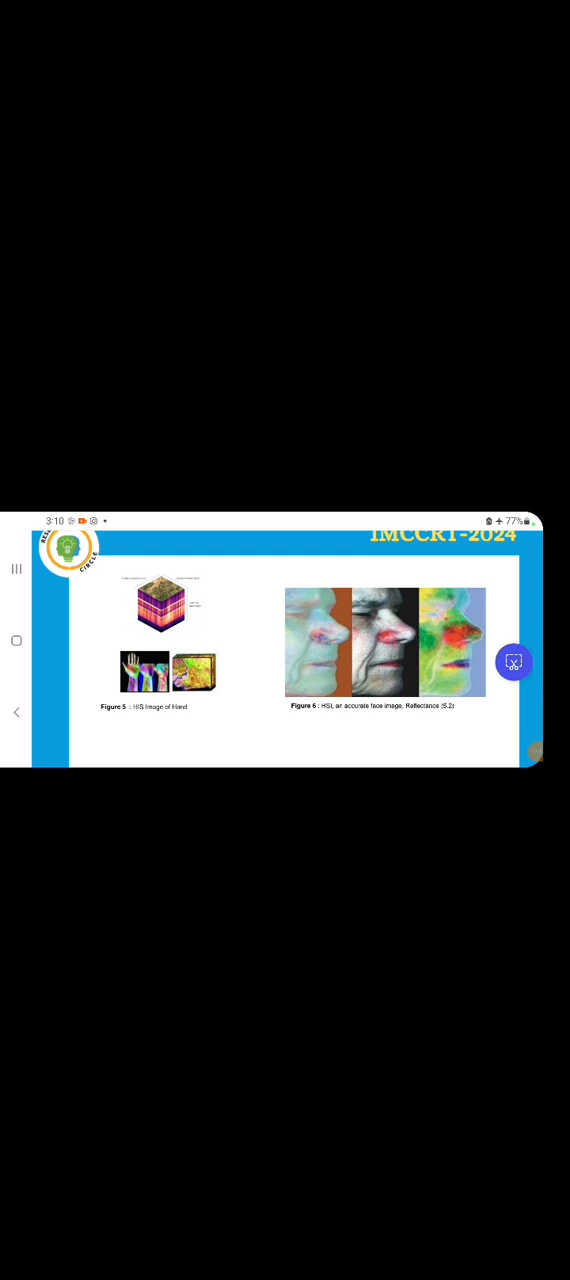 3:10
77%
IMCCRT-2024
CIRCLE
Figure 5 : HIS Image of Hand
Figure 6 : HSI, an accurate face image, Reflectance (5.2)